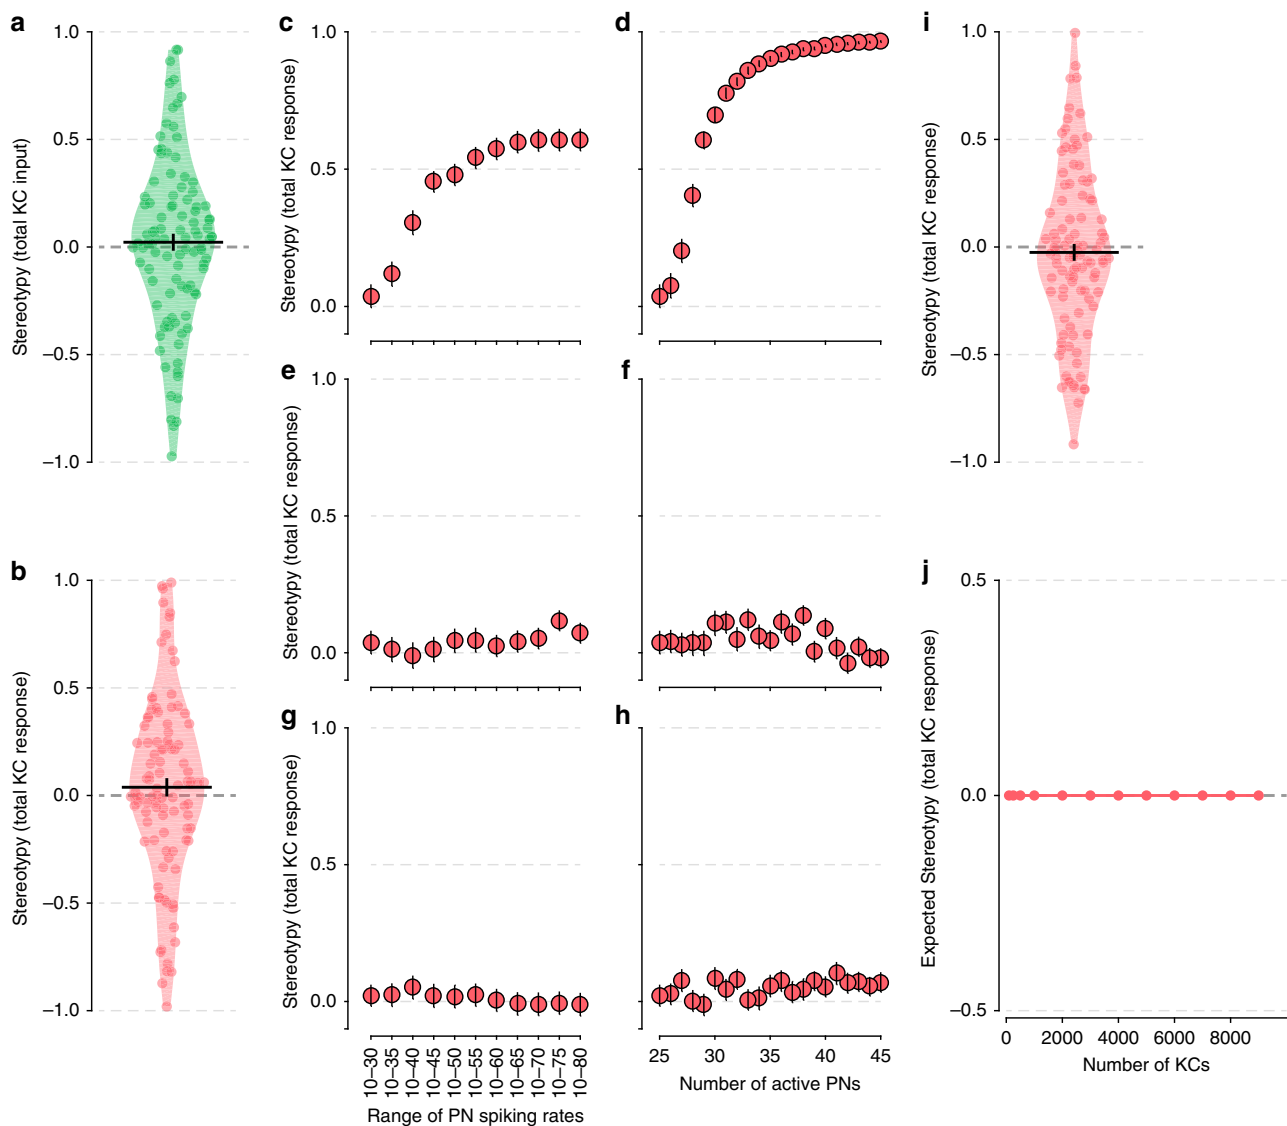 a
1.0
0.5
0.0
–0.5
–1.0
Stereotypy (total KC input)
b
1.0
0.5
0.0
–0.5
–1.0
Stereotypy (total KC response)
c
1.0
0.5
0.0
Stereotypy (total KC response)
d
e
1.0
0.5
0.0
Stereotypy (total KC response)
f
g
1.0
0.5
0.0
Stereotypy (total KC response)
10–30
10–35
10–40
10–45
10–50
10–55
10–60
10–65
10–70
10–75
10–80
Range of PN spiking rates
h
25
30
35
40
45
Number of active PNs
i
1.0
0.5
0.0
–0.5
–1.0
Stereotypy (total KC response)
j
0.5
0.0
–0.5
Expected Stereotypy (total KC response)
0
2000
4000
6000
8000
Number of KCs